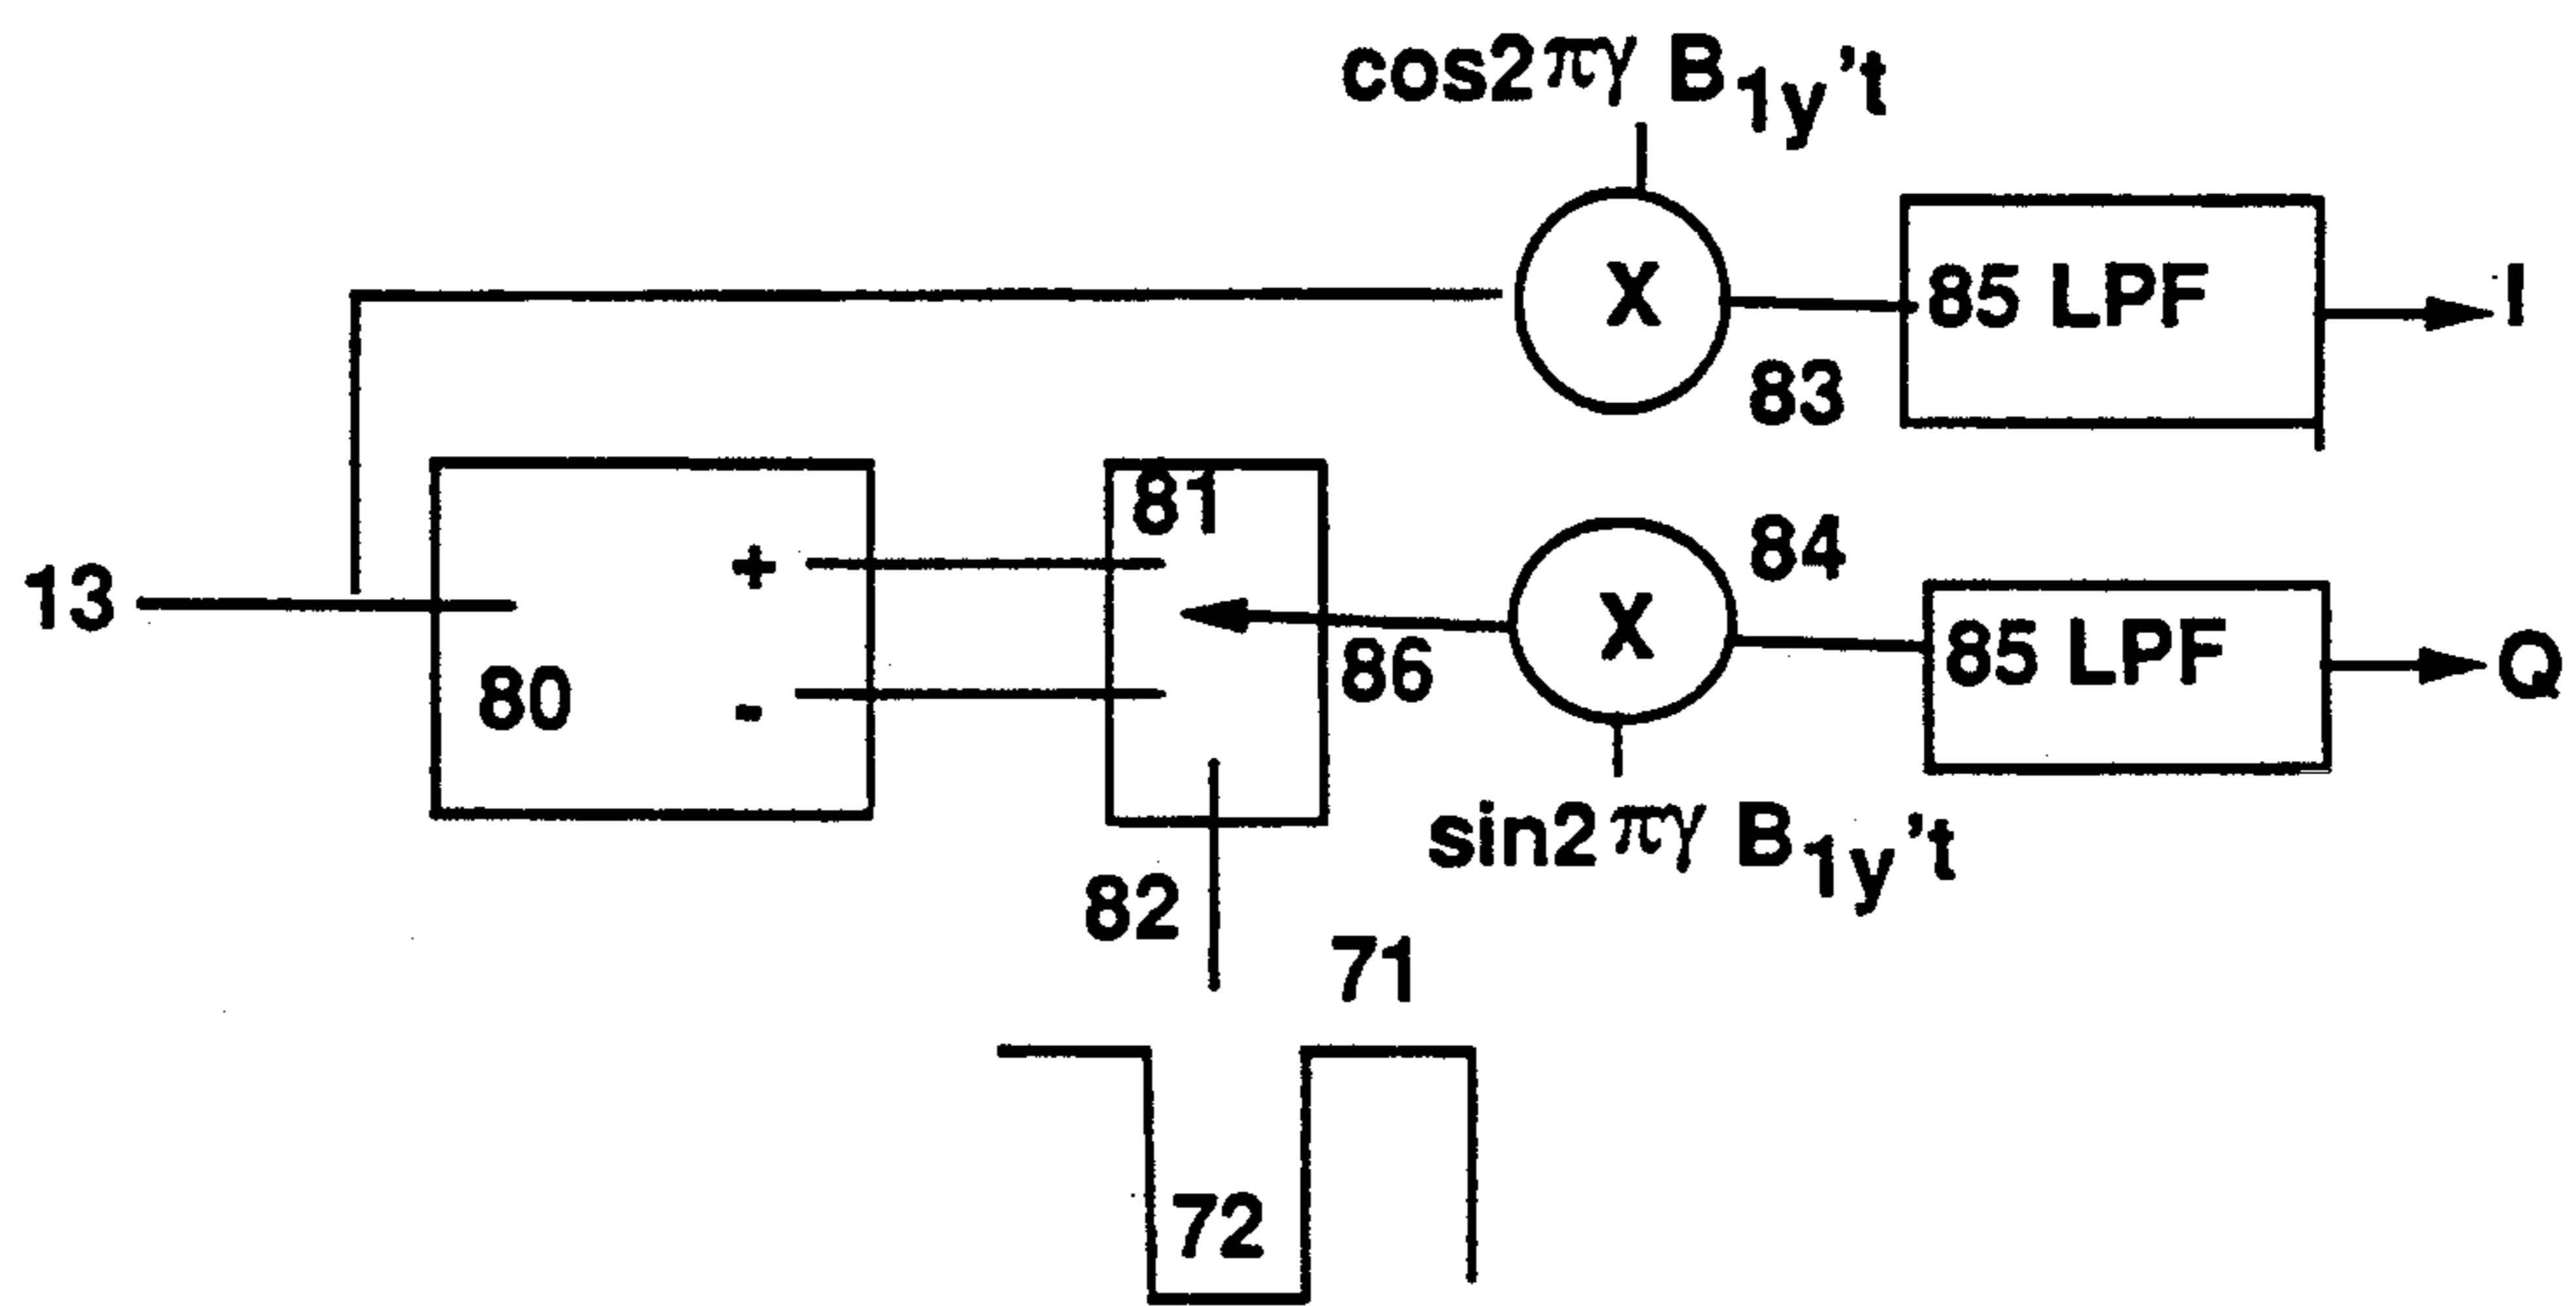 cos2πγ B1y't
X
85 LPF
I
83
81
84
+
13
X
85 LPF
Q
80
-
86
sin2πγ B1y't
82
71
72